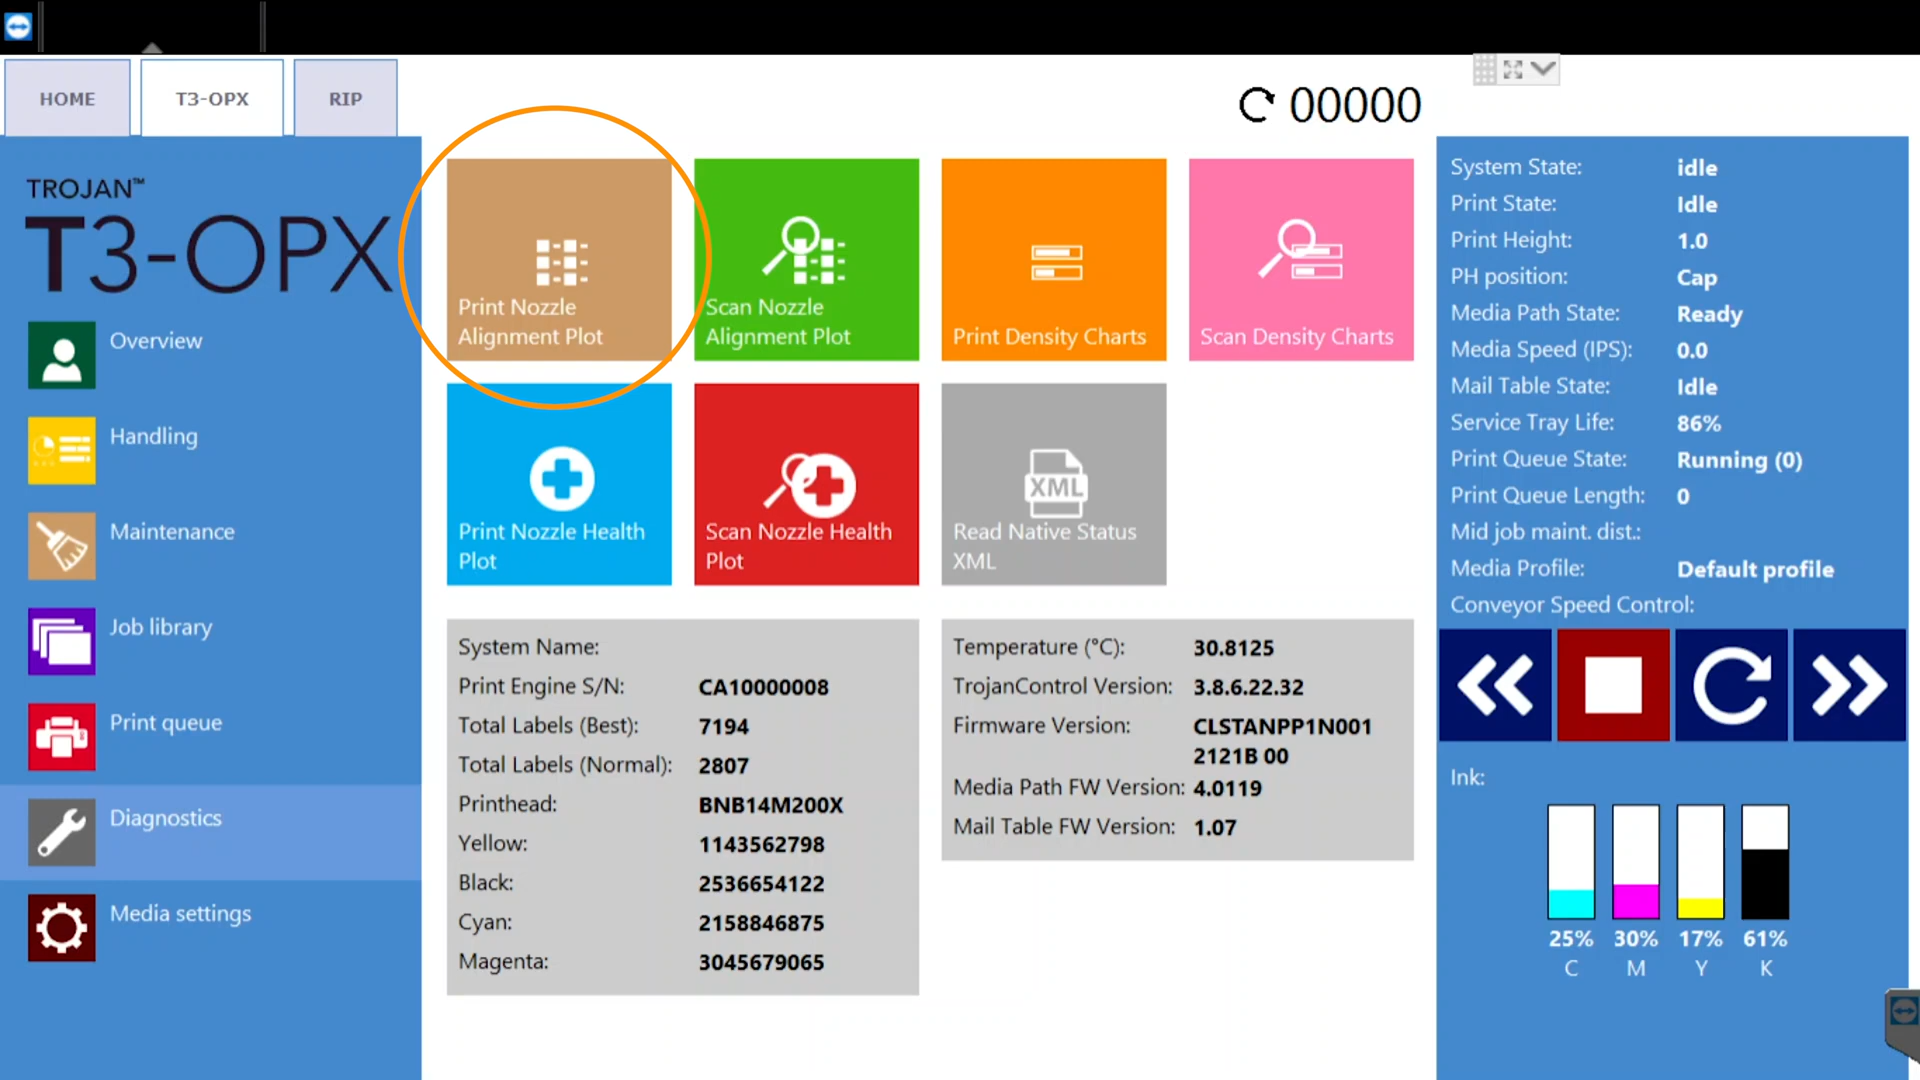 HOME
T3-OPX
RIP
00000
TROJAN™
T3-OPX
Overview
Handling
Maintenance
Job library
Print queue
Diagnostics
Media settings
Print Nozzle
Alignment Plot
Scan Nozzle
Alignment Plot
Print Density Charts
Scan Density Charts
Print Nozzle Health
Plot
Scan Nozzle Health
Plot
XML
Read Native Status
XML
System Name:
Print Engine S/N: CA10000008
Total Labels (Best): 7194
Total Labels (Normal): 2807
Printhead: BNB14M200X
Yellow: 1143562798
Black: 2536654122
Cyan: 2158846875
Magenta: 3045679065
Temperature (°C): 30.8125
TrojanControl Version: 3.8.6.22.32
Firmware Version: CLSTANPP1N001
2121B 00
Media Path FW Version: 4.0119
Mail Table FW Version: 1.07
System State: idle
Print State: Idle
Print Height: 1.0
PH position: Cap
Media Path State: Ready
Media Speed (IPS): 0.0
Mail Table State: Idle
Service Tray Life: 86%
Print Queue State: Running (0)
Print Queue Length: 0
Mid job maint. dist.:
Media Profile: Default profile
Conveyor Speed Control:
Ink:
25% 30% 17% 61%
C M Y K